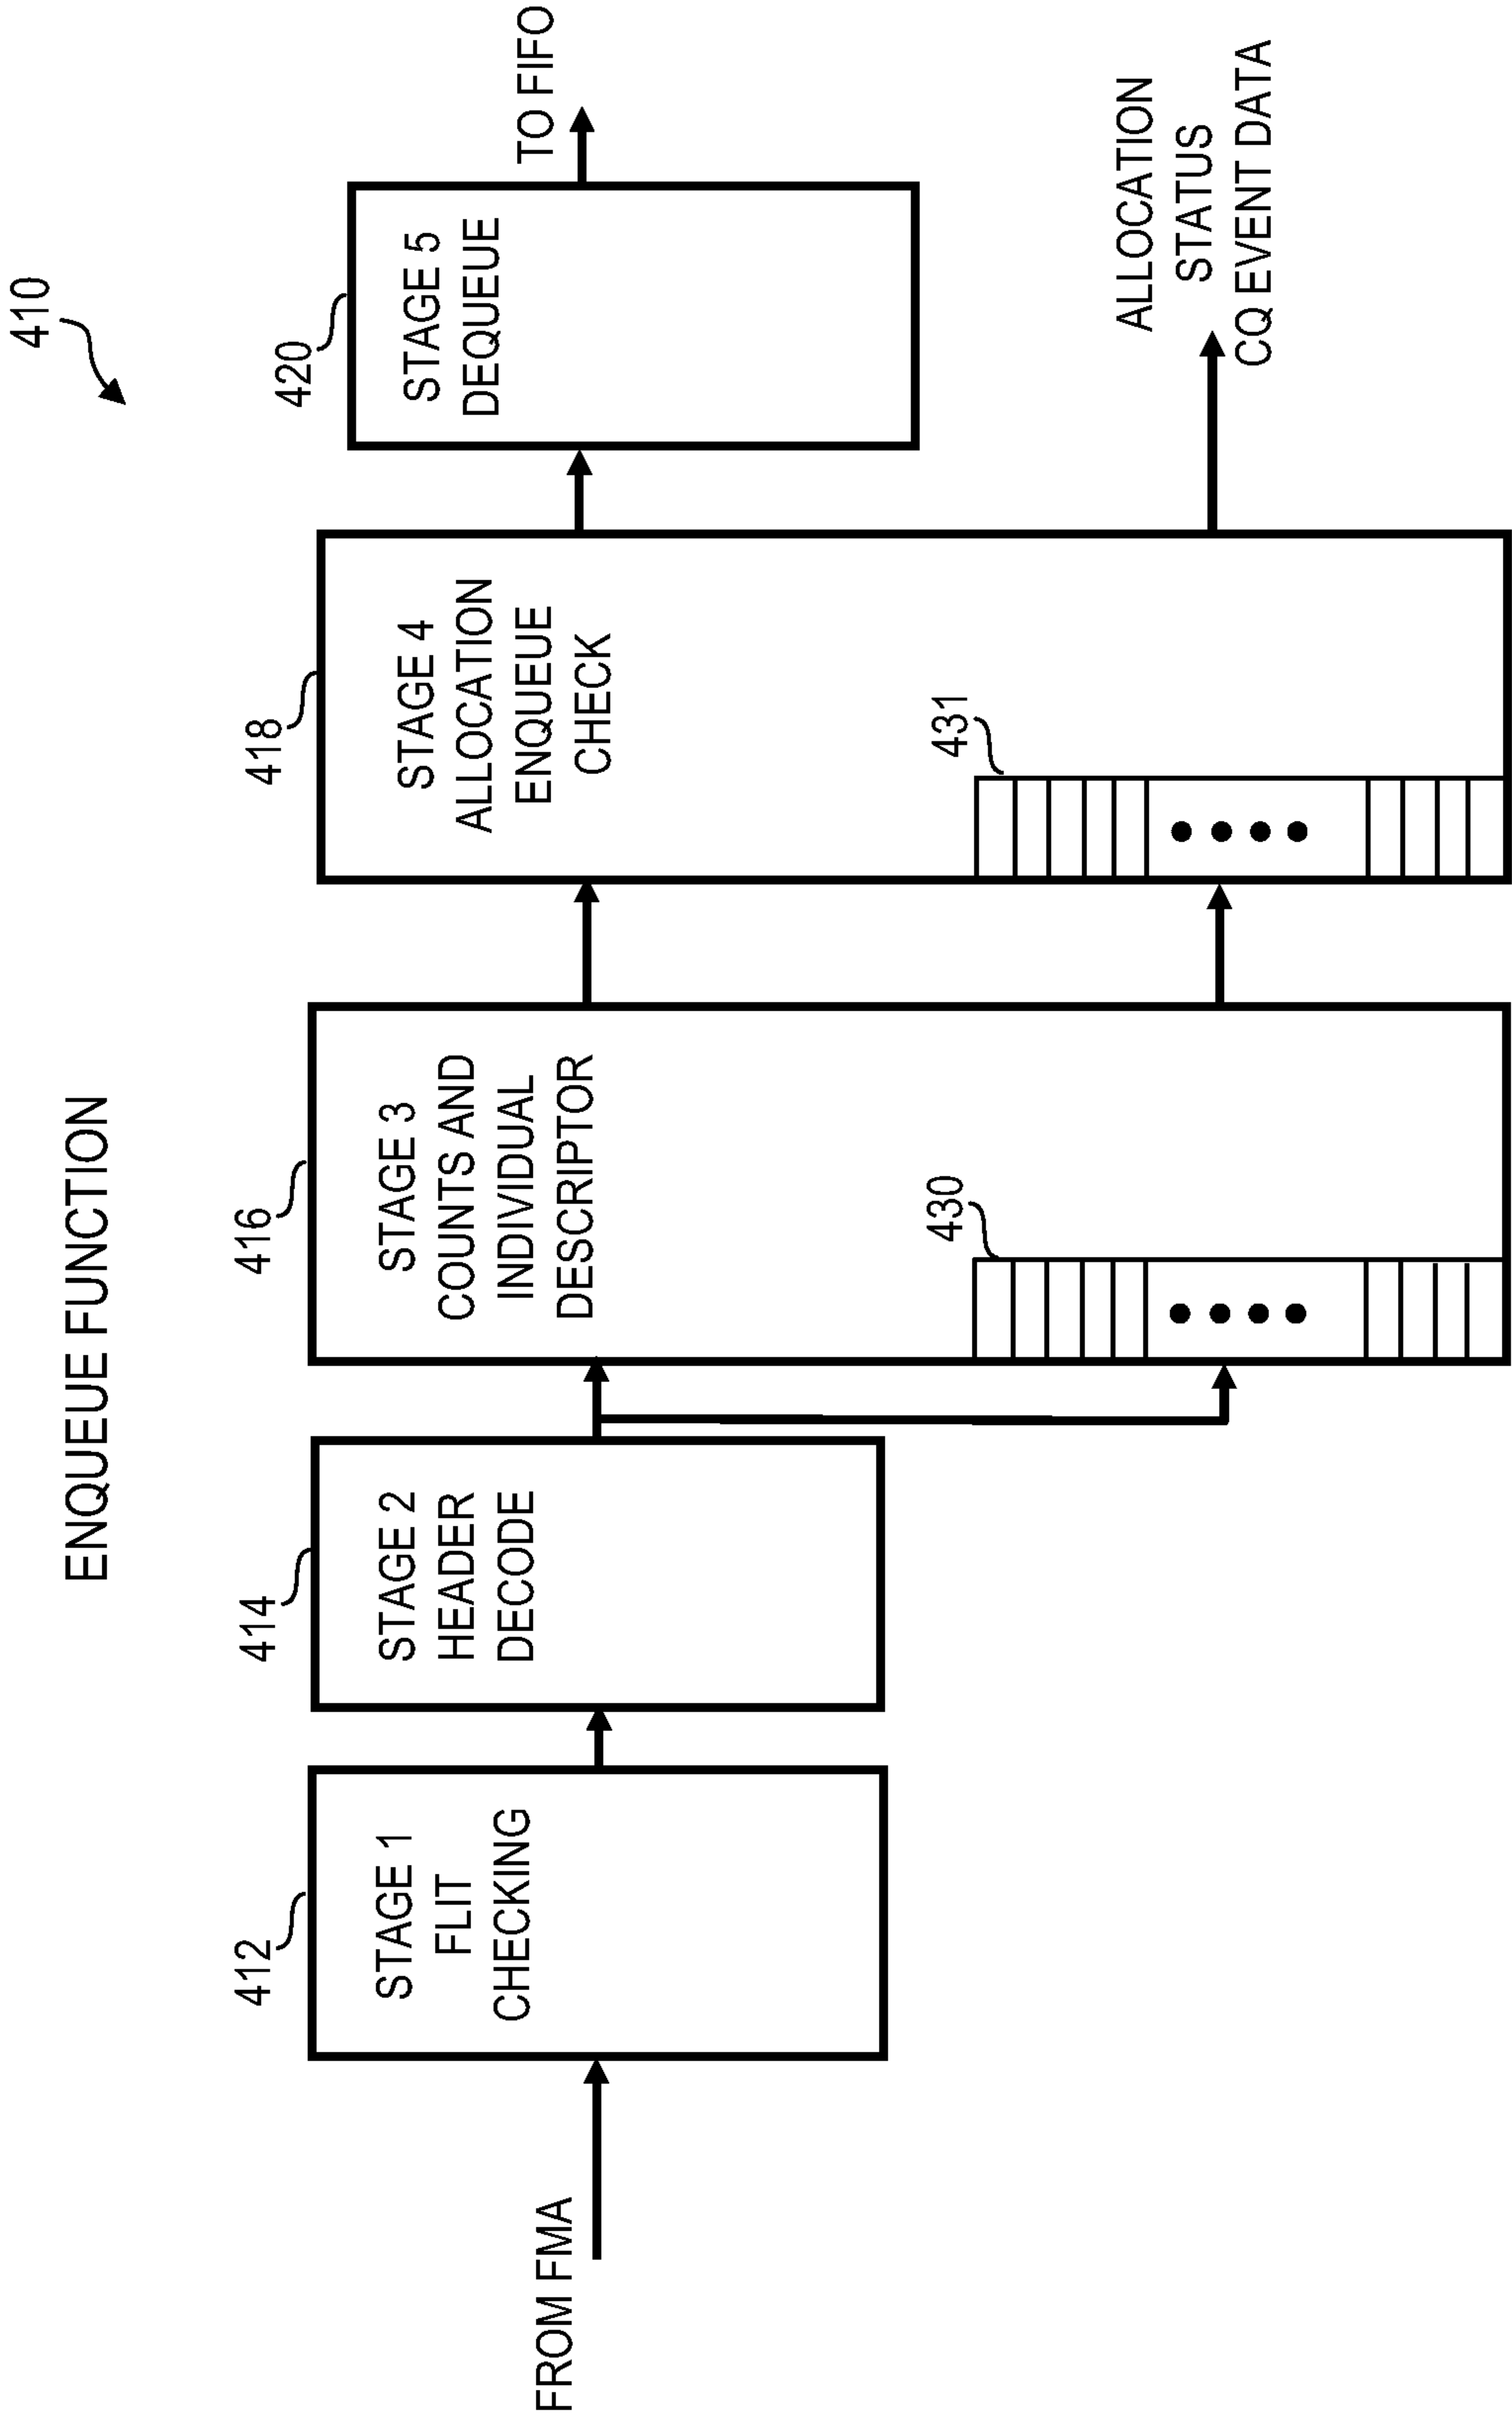 ENQUEUE FUNCTION
410
FROM FMA
412
STAGE 1
FLIT
CHECKING
414
STAGE 2
HEADER
DECODE
416
STAGE 3
COUNTS AND
INDIVIDUAL
DESCRIPTOR
430
418
STAGE 4
ALLOCATION
ENQUEUE
CHECK
431
420
STAGE 5
DEQUEUE
TO FIFO
ALLOCATION
STATUS
CQ EVENT DATA